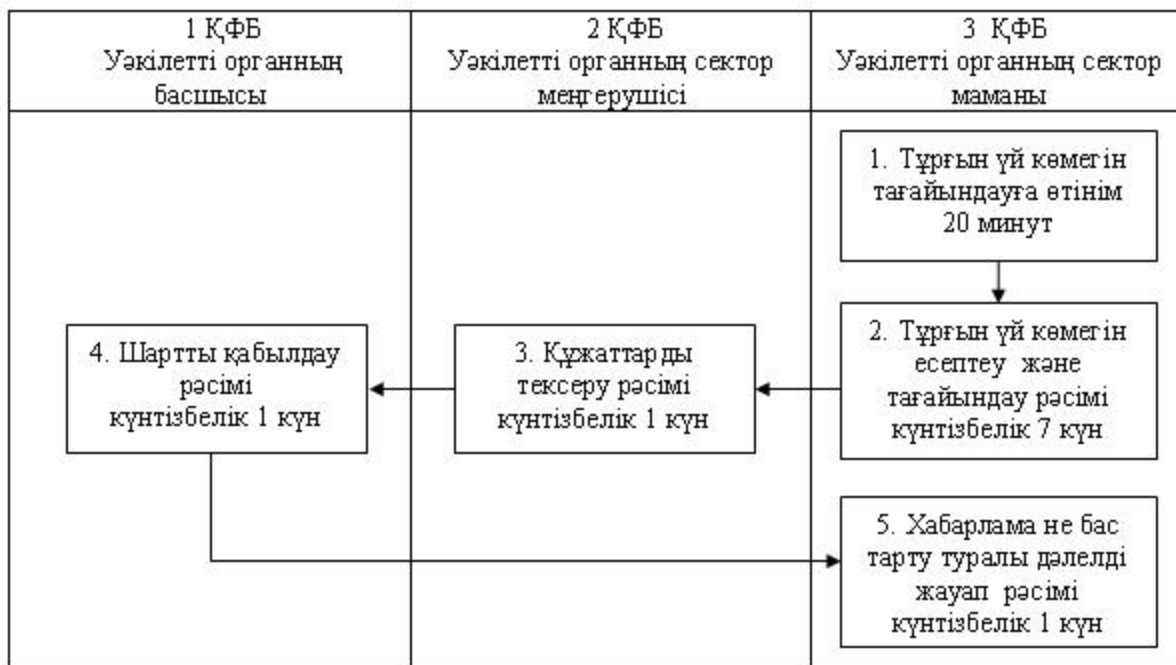 1 ҚФБ
Уәкілетті органның
басшысы
2 ҚФБ
Уәкілетті органның сектор
меңгерушісі
3 ҚФБ
Уәкілетті органның сектор
маманы
1. Тұрғын үй көмегін
тағайындауға өтінім
20 минут
2. Тұрғын үй көмегін
есептеу және
тағайындау рәсімі
күнтізбелік 7 күн
3. Құжаттарды
тексеру рәсімі
күнтізбелік 1 күн
4. Шартты қабылдау
рәсімі
күнтізбелік 1 күн
5. Хабарлама не бас
тарту туралы дәлелді
жауап рәсімі
күнтізбелік 1 күн